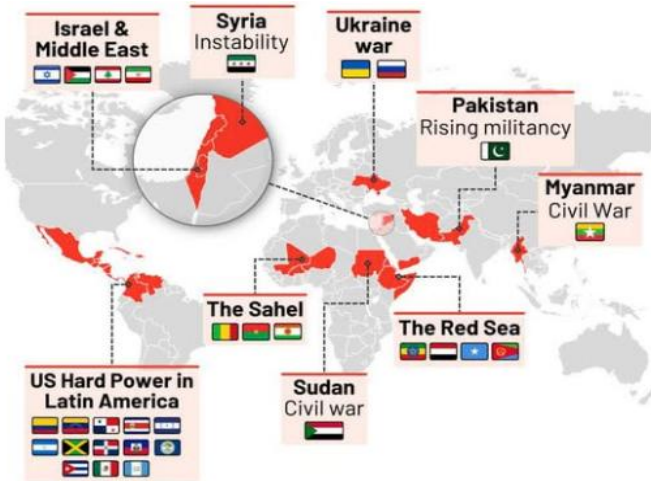 Israel &
Middle East
Syria
Instability
Ukraine
war
Pakistan
Rising militancy
Myanmar
Civil War
The Sahel
The Red Sea
US Hard Power in
Latin America
Sudan
Civil war